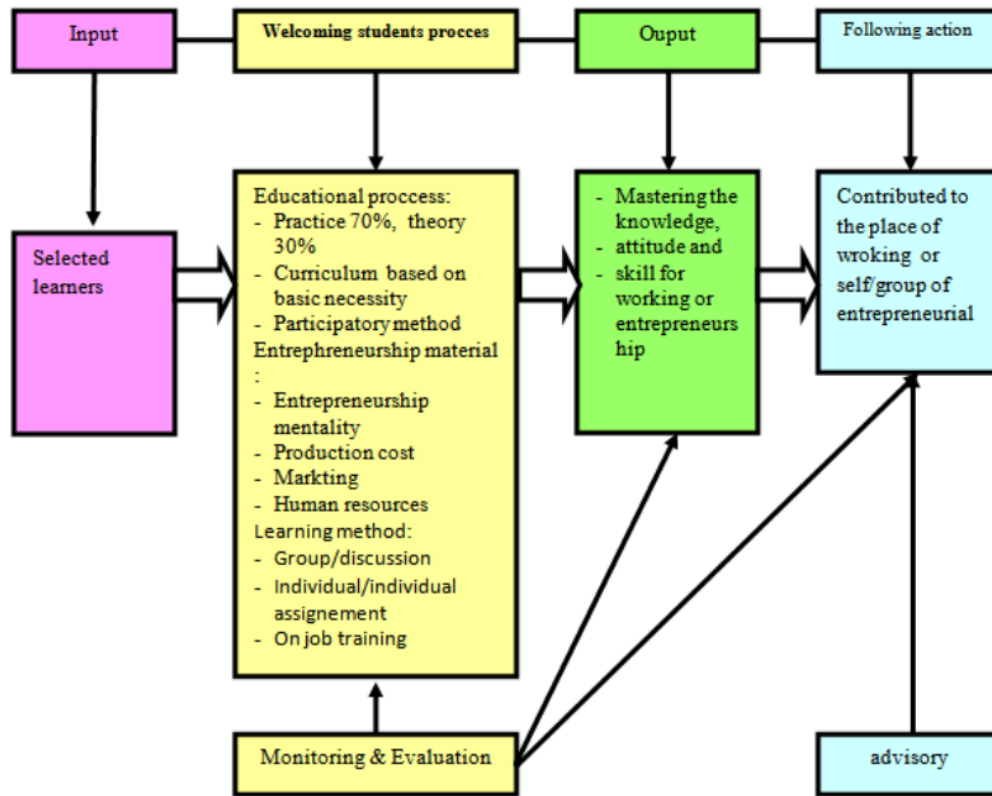 Input
Welcoming students procces
Ouput
Following action
Selected
learners
Educational proccess:
- Practice 70%, theory
30%
- Curriculum based on
basic necessity
- Participatory method
Entrephreneurship material
:
- Entrepreneurship
mentality
- Production cost
- Markting
- Human resources
Learning method:
- Group/discussion
- Individual/individual
assignement
- On job training
- Mastering the
knowledge,
- attitude and
- skill for
working or
entrepreneurs
hip
Contributed to
the place of
wroking or
self/group of
entrepreneurial
Monitoring & Evaluation
advisory